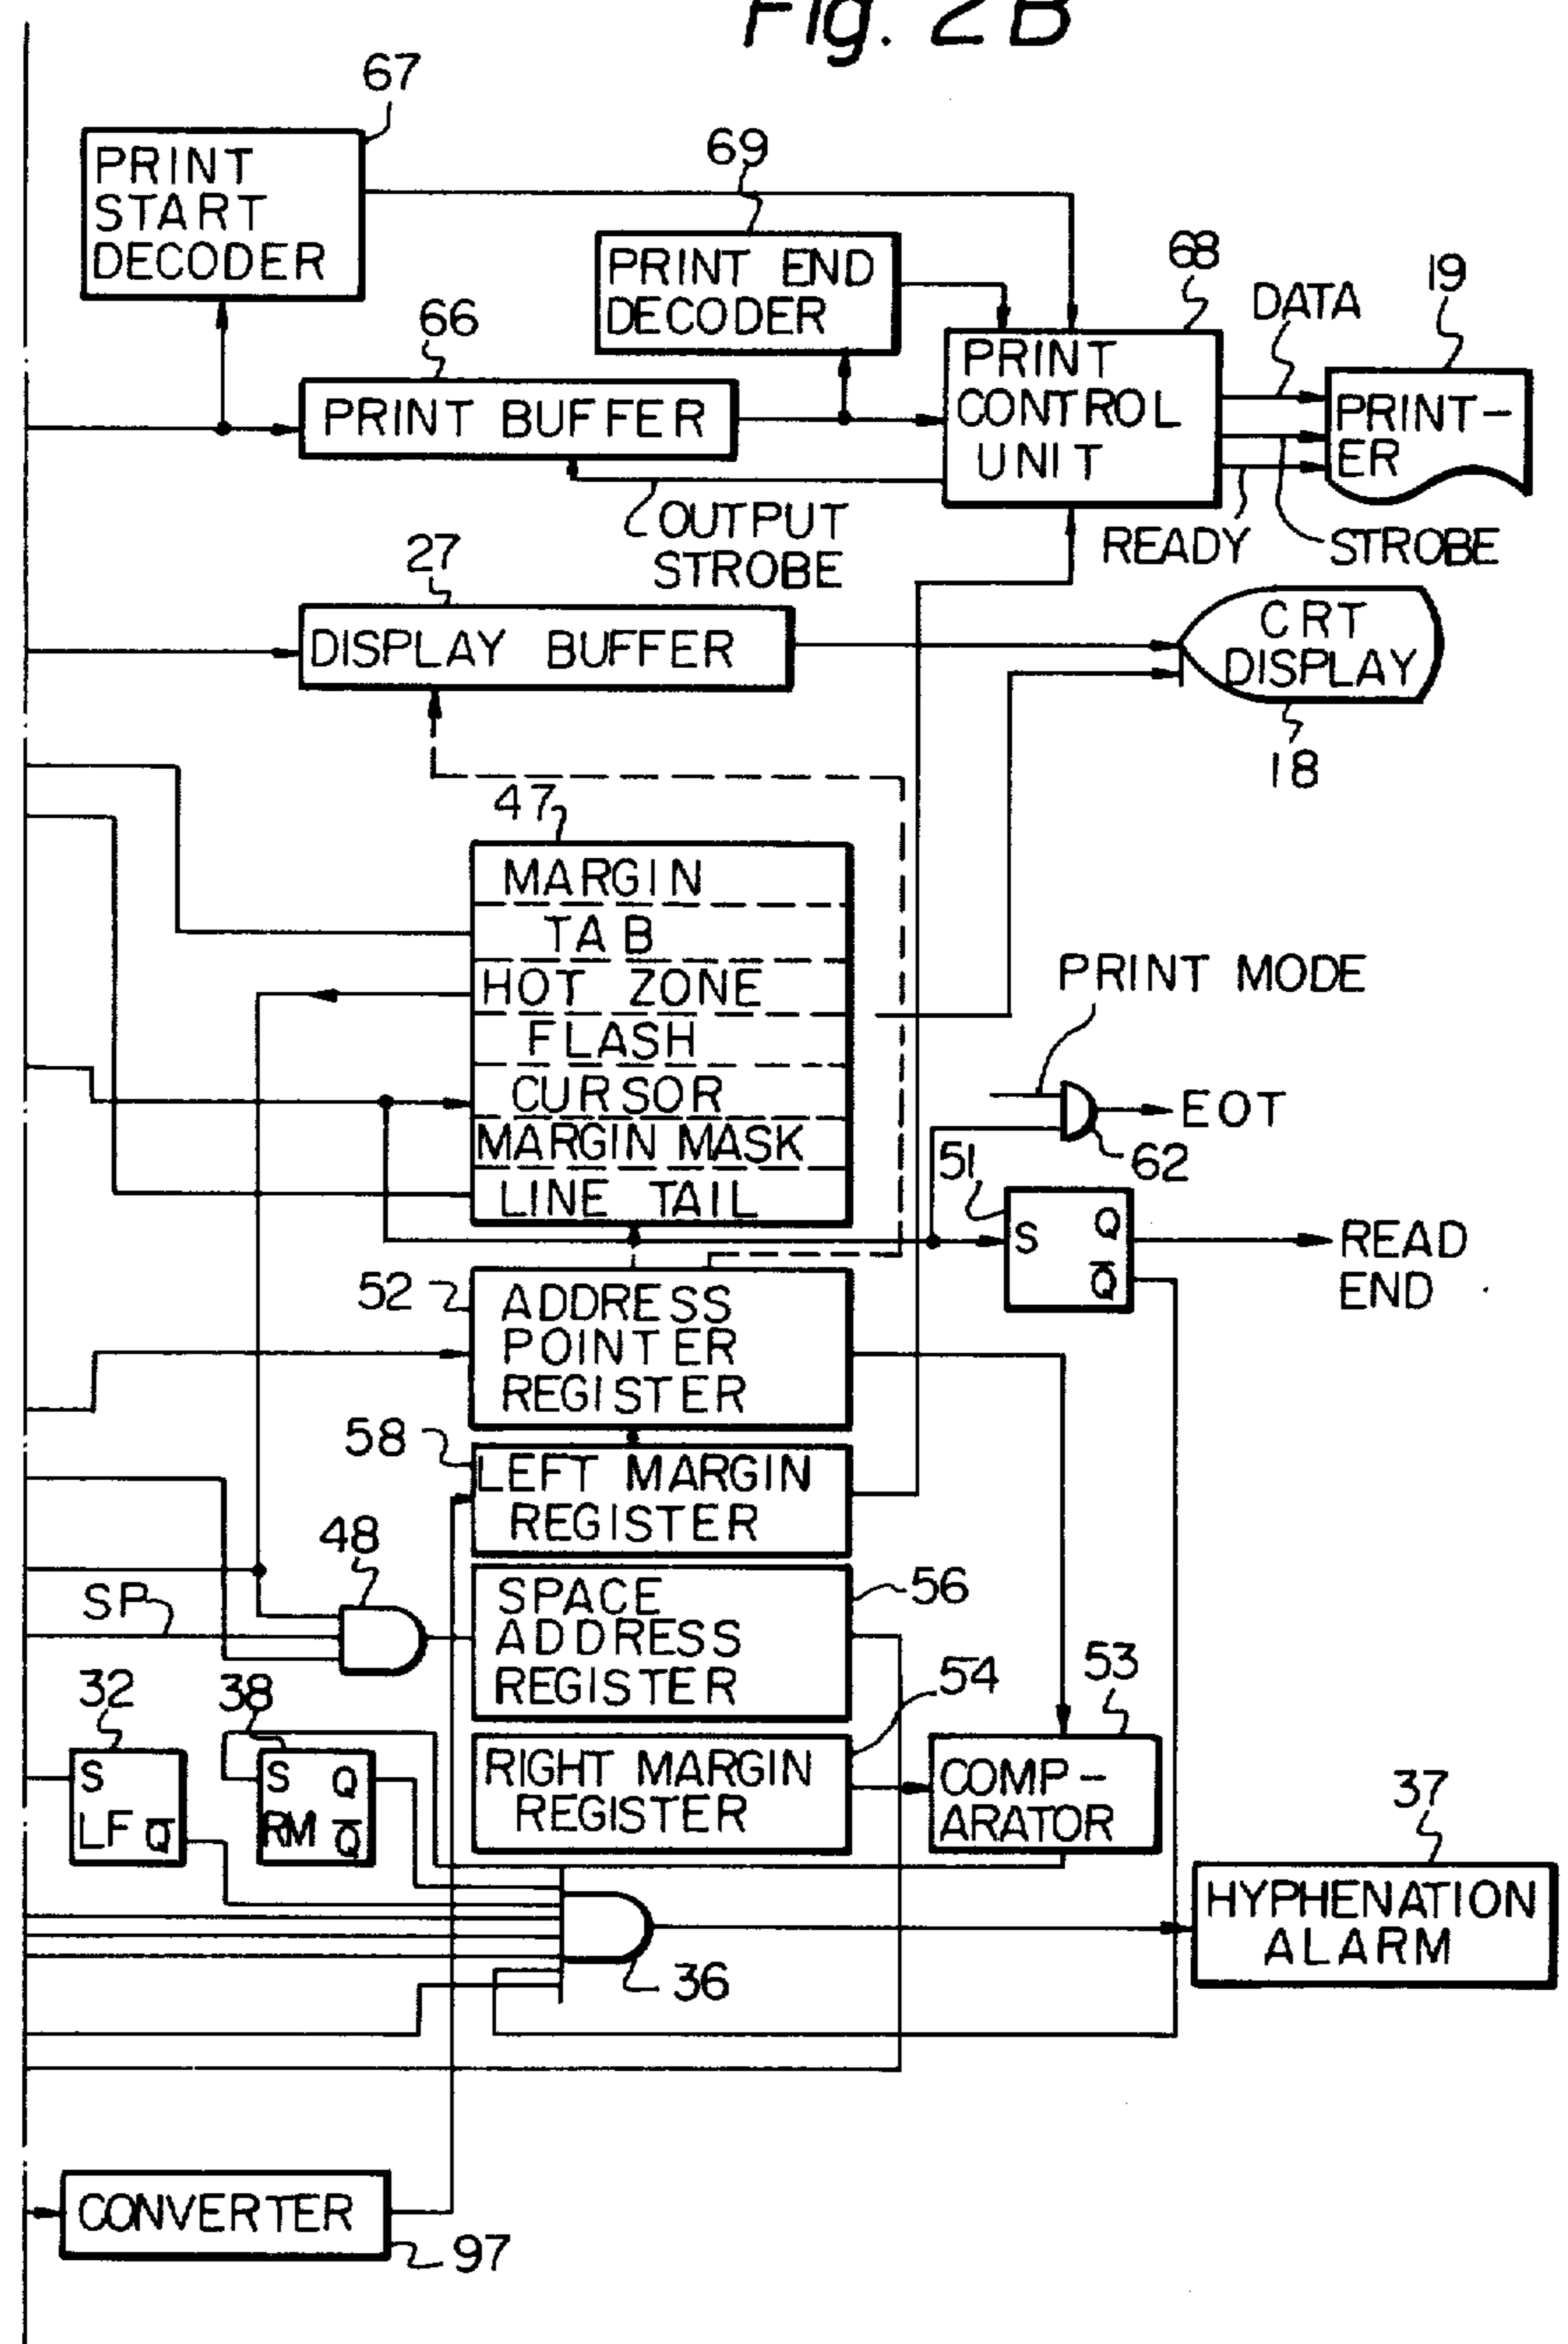 Fig. 2B
67
PRINT
START
DECODER
69
PRINT END
DECODER
68
19
DATA
66
PRINT BUFFER
PRINT
CONTROL
UNIT
PRINT-
ER
OUTPUT
STROBE
READY
STROBE
27
DISPLAY BUFFER
CRT
DISPLAY
18
47
MARGIN
TAB
HOT ZONE
FLASH
CURSOR
MARGIN MASK
LINE TAIL
PRINT MODE
EOT
62
51
S
Q
Q̅
READ
END
52
ADDRESS
POINTER
REGISTER
58
LEFT MARGIN
REGISTER
48
SP
SPACE
ADDRESS
REGISTER
56
54
53
32
38
S
LF Q̅
S Q
RM Q̅
RIGHT MARGIN
REGISTER
COMP-
ARATOR
37
HYPHENATION
ALARM
36
CONVERTER
97